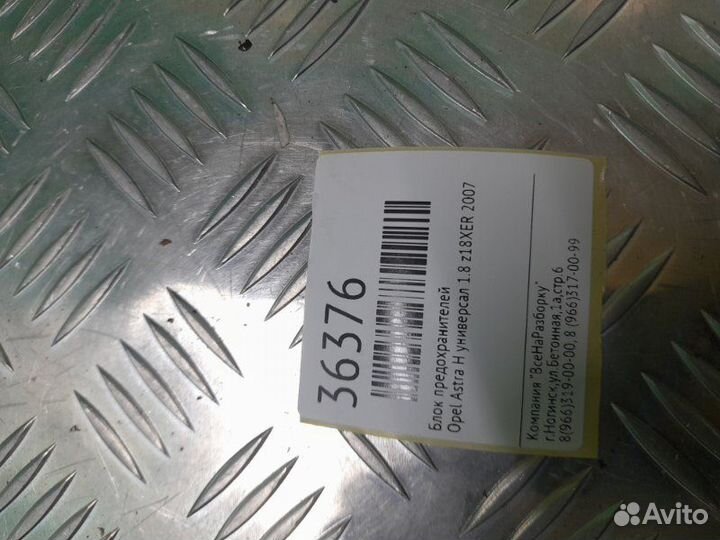 36376
Блок предохранителей
Opel Astra H универсал 1.8 z18XER 2007
Компания "ВсеНаРазборку"
г.Ногинск,ул.Бетонная,1а,стр.6
8(966)319-00-00, 8 (966)317-00-99
Avito